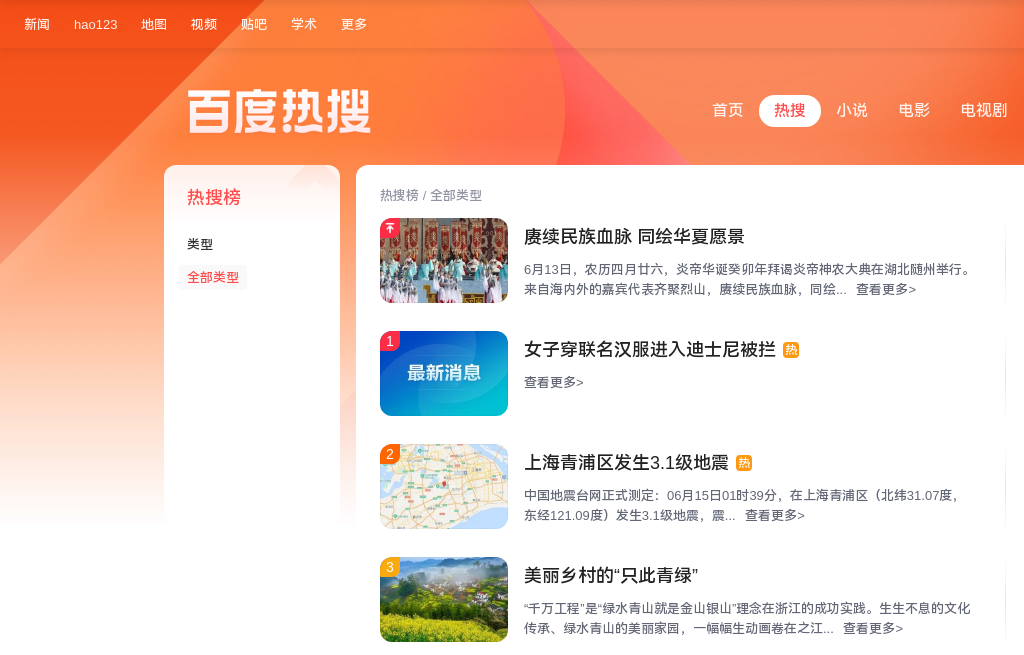 新闻 hao123 地图 视频 贴吧 学术 更多
百度热搜
首页 热搜 小说 电影 电视剧
热搜榜
类型
全部类型
热搜榜 / 全部类型
赓续民族血脉 同绘华夏愿景
6月13日，农历四月廿六，炎帝华诞癸卯年拜谒炎帝神农大典在湖北随州举行。
来自海内外的嘉宾代表齐聚烈山，赓续民族血脉，同绘... 查看更多>
1
最新消息
女子穿联名汉服进入迪士尼被拦 热
查看更多>
2
上海青浦区发生3.1级地震 热
中国地震台网正式测定：06月15日01时39分，在上海青浦区（北纬31.07度，
东经121.09度）发生3.1级地震，震... 查看更多>
3
美丽乡村的“只此青绿”
“千万工程”是“绿水青山就是金山银山”理念在浙江的成功实践。生生不息的文化
传承、绿水青山的美丽家园，一幅幅生动画卷在之江... 查看更多>